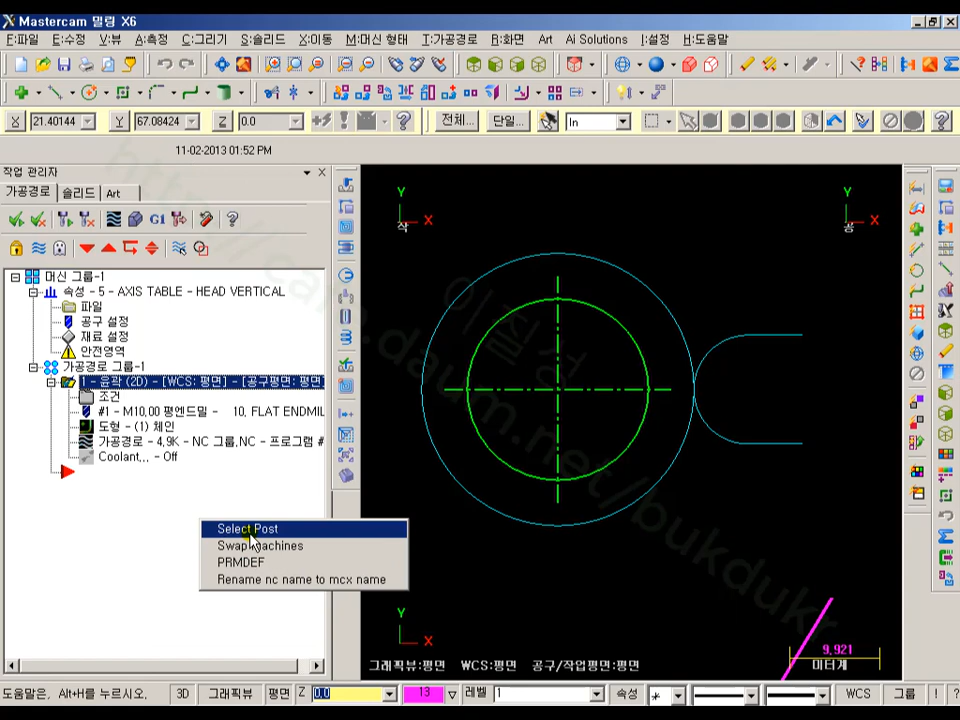 Mastercam 밀링 X6
F:파일 E:수정 V:뷰 A:측정 C:그리기 S:솔리드 X:이동 M:머신 형태 T:가공경로 R:화면 Art Ai Solutions I:설정 H:도움말
X 21.40144 Y 67.08424 Z 0.0 전체... 단일... In
11-02-2013 01:52 PM
작업 관리자
가공경로 솔리드 Art
G1
머신 그룹-1
속성 - 5 - AXIS TABLE - HEAD VERTICAL
파일
공구 설정
재료 설정
안전영역
가공경로 그룹-1
1 - 윤곽 (2D) - [WCS: 평면] - [공구평면: 평면]
조건
#1 - M10.00 평엔드밀 - 10. FLAT ENDMIL
도형 - (1) 체인
가공경로 - 4.9K - NC 그룹.NC - 프로그램 #
Coolant... - Off
Select Post
Swap machines
PRMDEF
Rename nc name to mcx name
Y
X
작
Y
X
공
Y
X
그래픽뷰:평면 WCS:평면 공구/작업평면:평면
9.921
미터계
도움말은, Alt+H를 누르시오. 3D 그래픽뷰 평면 Z 0.0 13 레벨 1 속성 WCS 그룹 ! ?